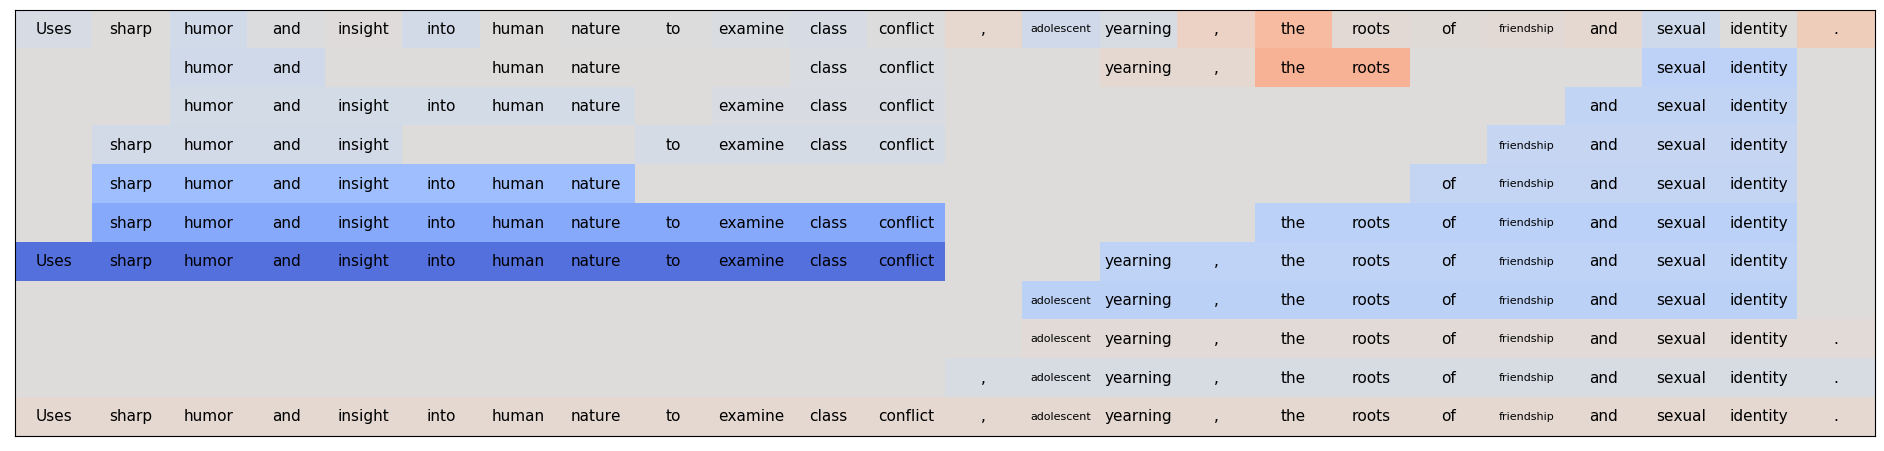 Uses sharp humor and insight into human nature to examine class conflict , adolescent yearning , the roots of friendship and sexual identity .
humor and human nature class conflict yearning , the roots sexual identity
humor and insight into human nature examine class conflict and sexual identity
sharp humor and insight to examine class conflict friendship and sexual identity
sharp humor and insight into human nature of friendship and sexual identity
sharp humor and insight into human nature to examine class conflict the roots of friendship and sexual identity
Uses sharp humor and insight into human nature to examine class conflict yearning , the roots of friendship and sexual identity
adolescent yearning , the roots of friendship and sexual identity
adolescent yearning , the roots of friendship and sexual identity .
, adolescent yearning , the roots of friendship and sexual identity .
Uses sharp humor and insight into human nature to examine class conflict , adolescent yearning , the roots of friendship and sexual identity .